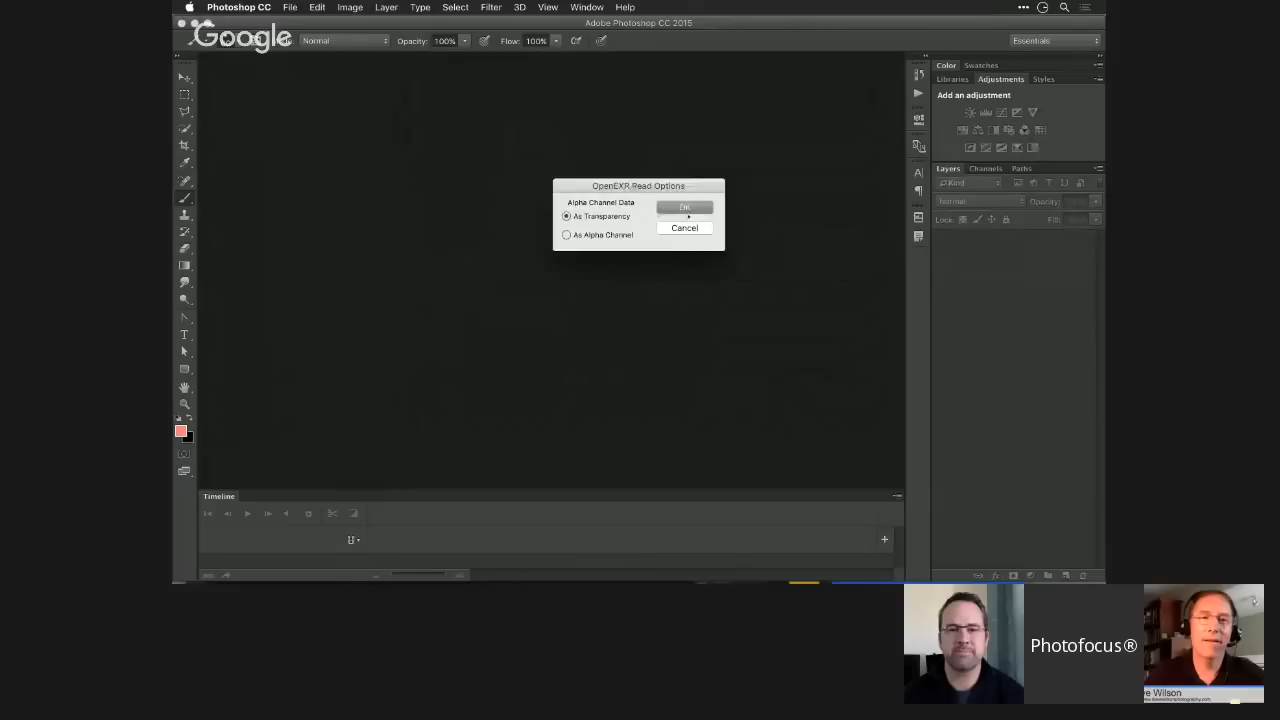 Photoshop CC File Edit Image Layer Type Select Filter 3D View Window Help
Adobe Photoshop CC 2015
Google
Normal Opacity: 100% Flow: 100% Essentials
Color Swatches
Libraries Adjustments Styles
Add an adjustment
OpenEXR Read Options
Alpha Channel Data
As Transparency
Cancel
As Alpha Channel
Layers Channels Paths
Kind
normal Opacity:
Lock: Fill:
Timeline
Photofocus®
ve Wilson